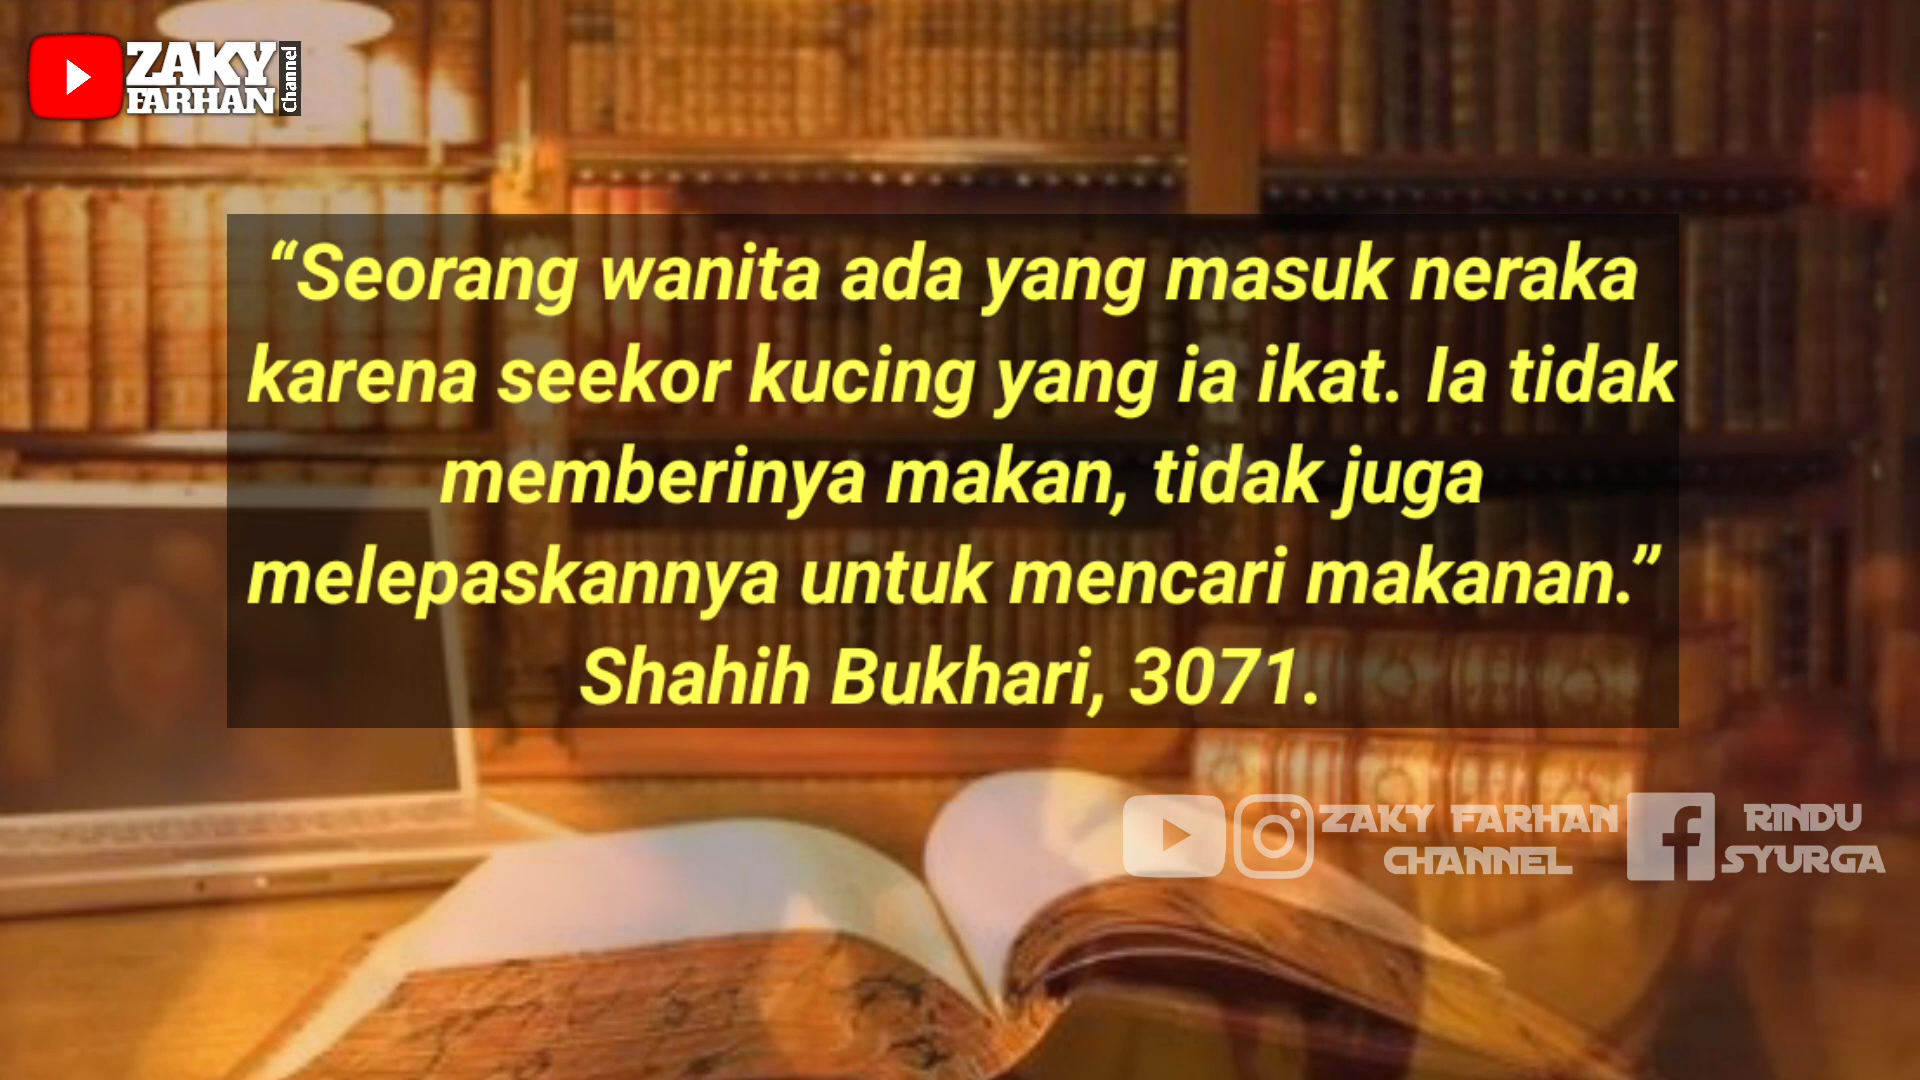 ZAKY
FARHAN
Channel
“Seorang wanita ada yang masuk neraka
karena seekor kucing yang ia ikat. Ia tidak
memberinya makan, tidak juga
melepaskannya untuk mencari makanan.”
Shahih Bukhari, 3071.
ZAKY FARHAN
CHANNEL
RINDU
SYURGA